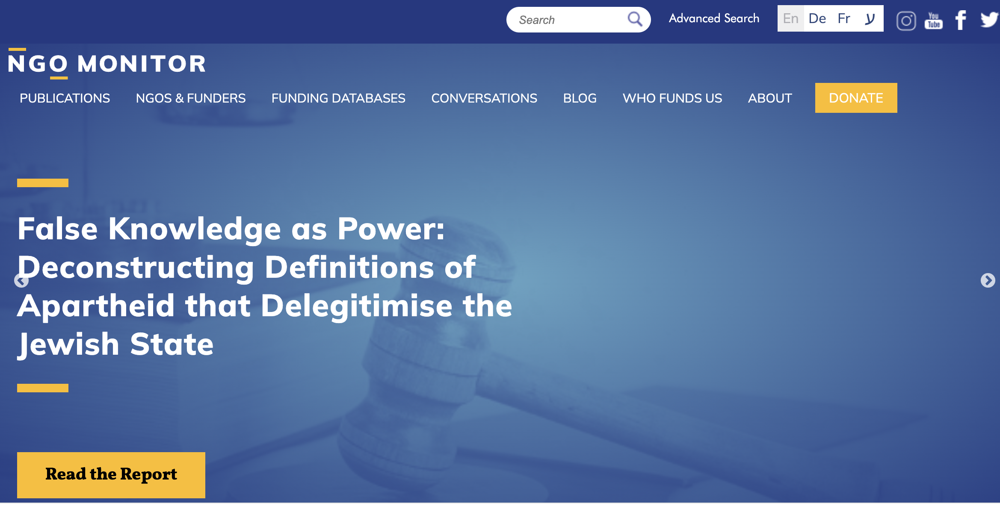 Search
Advanced Search
En De Fr ע
You
Tube
f
NGO MONITOR
PUBLICATIONS NGOS & FUNDERS FUNDING DATABASES CONVERSATIONS BLOG WHO FUNDS US ABOUT DONATE
False Knowledge as Power:
Deconstructing Definitions of
Apartheid that Delegitimise the
Jewish State
Read the Report